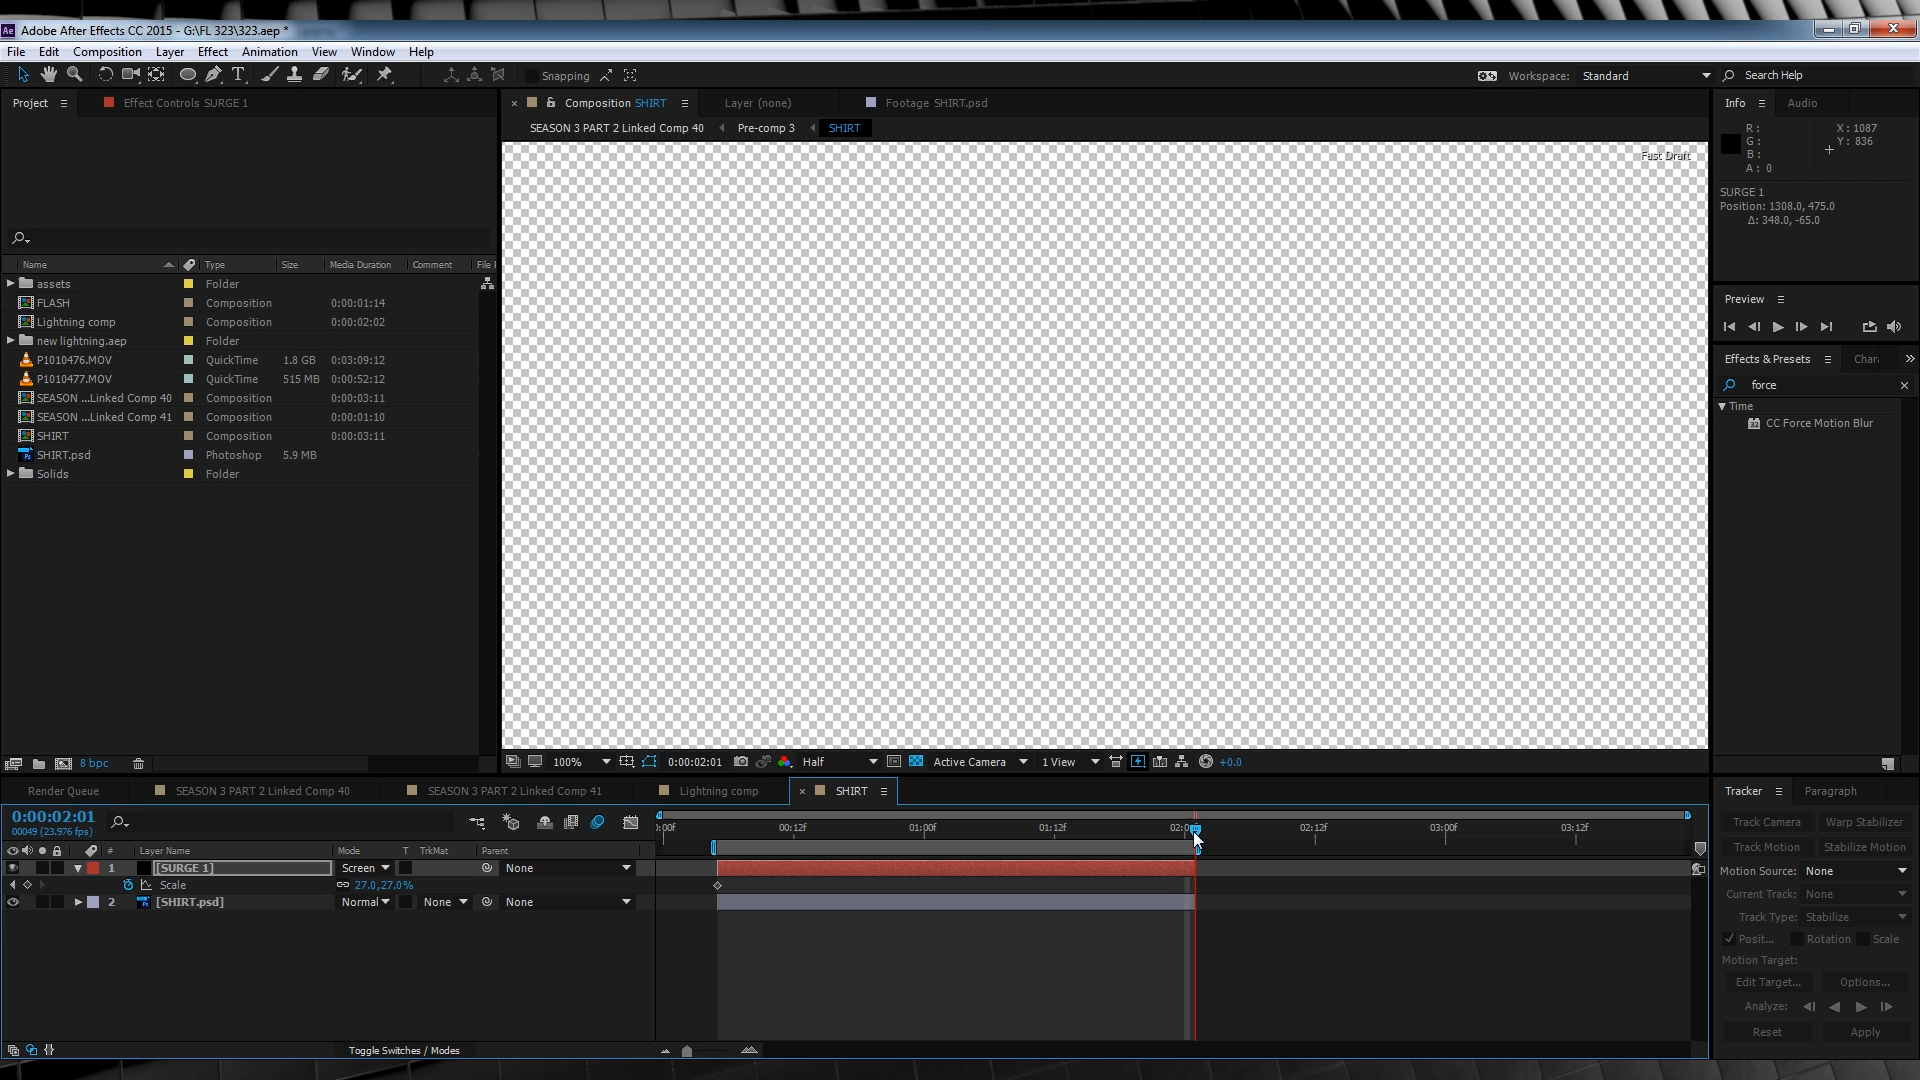 Ae Adobe After Effects CC 2015 - G:\FL 323\323.aep *
File Edit Composition Layer Effect Animation View Window Help
Snapping
Workspace: Standard
Search Help
Project
Effect Controls SURGE 1
Composition SHIRT
Layer (none)
Footage SHIRT.psd
SEASON 3 PART 2 Linked Comp 40
Pre-comp 3
SHIRT
Fast Draft
Name Type Size Media Duration Comment
assets Folder
FLASH Composition 0:00:01:14
Lightning comp Composition 0:00:02:02
new lightning.aep Folder
P1010476.MOV QuickTime 1.8 GB 0:03:09:12
P1010477.MOV QuickTime 515 MB 0:00:52:12
SEASON ...Linked Comp 40 Composition 0:00:03:11
SEASON ...Linked Comp 41 Composition 0:00:01:10
SHIRT Composition 0:00:03:11
SHIRT.psd Photoshop 5.9 MB
Solids Folder
8 bpc
100%
0:00:02:01
Half
Active Camera
1 View
+0.0
Info Audio
R: X: 1087
G: Y: 836
B:
A: 0
SURGE 1
Position: 1308.0, 475.0
Δ: 348.0, -65.0
Preview
Effects & Presets
force
Time
32 CC Force Motion Blur
Render Queue
SEASON 3 PART 2 Linked Comp 40
SEASON 3 PART 2 Linked Comp 41
Lightning comp
SHIRT
0:00:02:01
00049 (23.976 fps)
00:12f 01:00f 01:12f 02:12f 03:00f 03:12f
# Layer Name Mode T TrkMat Parent
1 [SURGE 1] Screen None
Scale 27.0,27.0%
2 [SHIRT.psd] Normal None None
Toggle Switches / Modes
Tracker Paragraph
Track Camera Warp Stabilizer
Track Motion Stabilize Motion
Motion Source: None
Current Track: None
Track Type: Stabilize
Posit... Rotation Scale
Motion Target:
Edit Target... Options...
Analyze:
Reset Apply